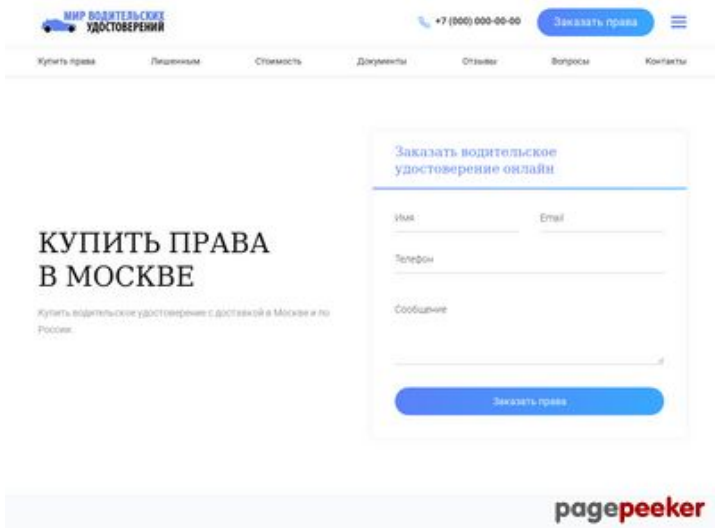 МИР ВОДИТЕЛЬСКИХ
УДОСТОВЕРЕНИЙ
+7 (000) 000-00-00
Заказать права
Купить права
Лишенным
Стоимость
Документы
Отзывы
Вопросы
Контакты
Заказать водительское
удостоверение онлайн
Имя
Email
Телефон
Сообщение
Заказать права
КУПИТЬ ПРАВА
В МОСКВЕ
Купить водительское удостоверение с доставкой в Москве и по
России.
pagepeeker